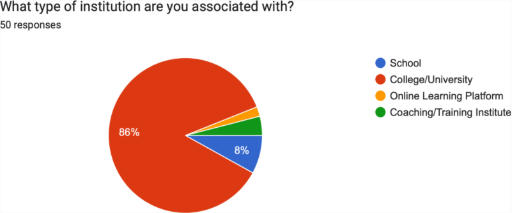 What type of institution are you associated with?
50 responses
School
College/University
Online Learning Platform
Coaching/Training Institute
86%
8%